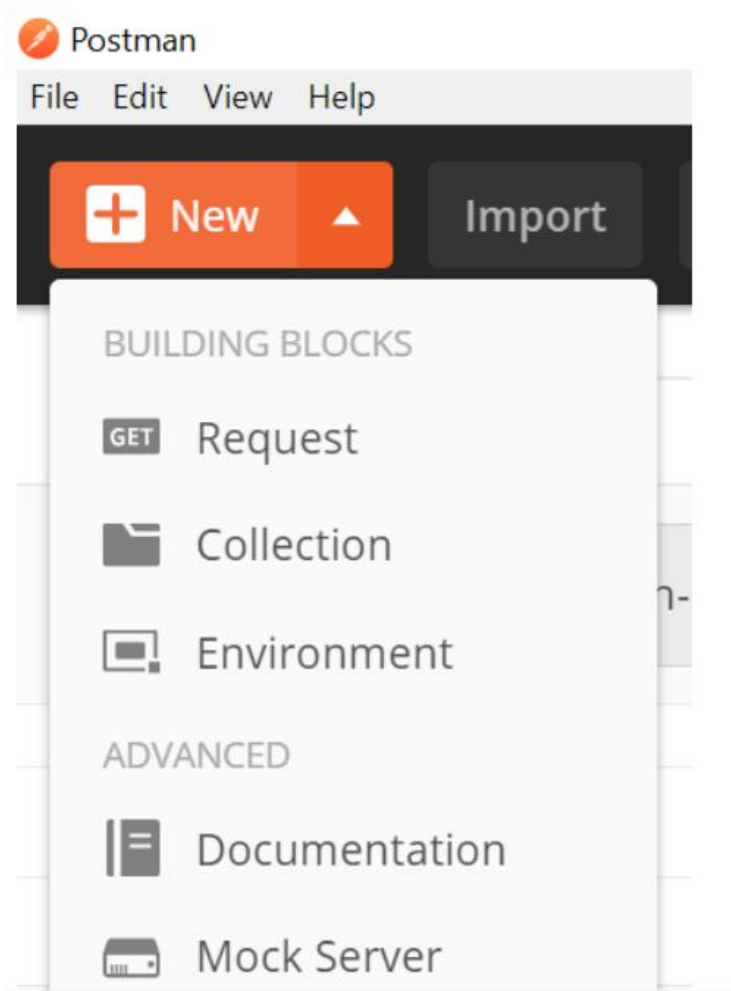 Postman
File Edit View Help
New Import
BUILDING BLOCKS
GET Request
Collection
n-
Environment
ADVANCED
Documentation
Mock Server